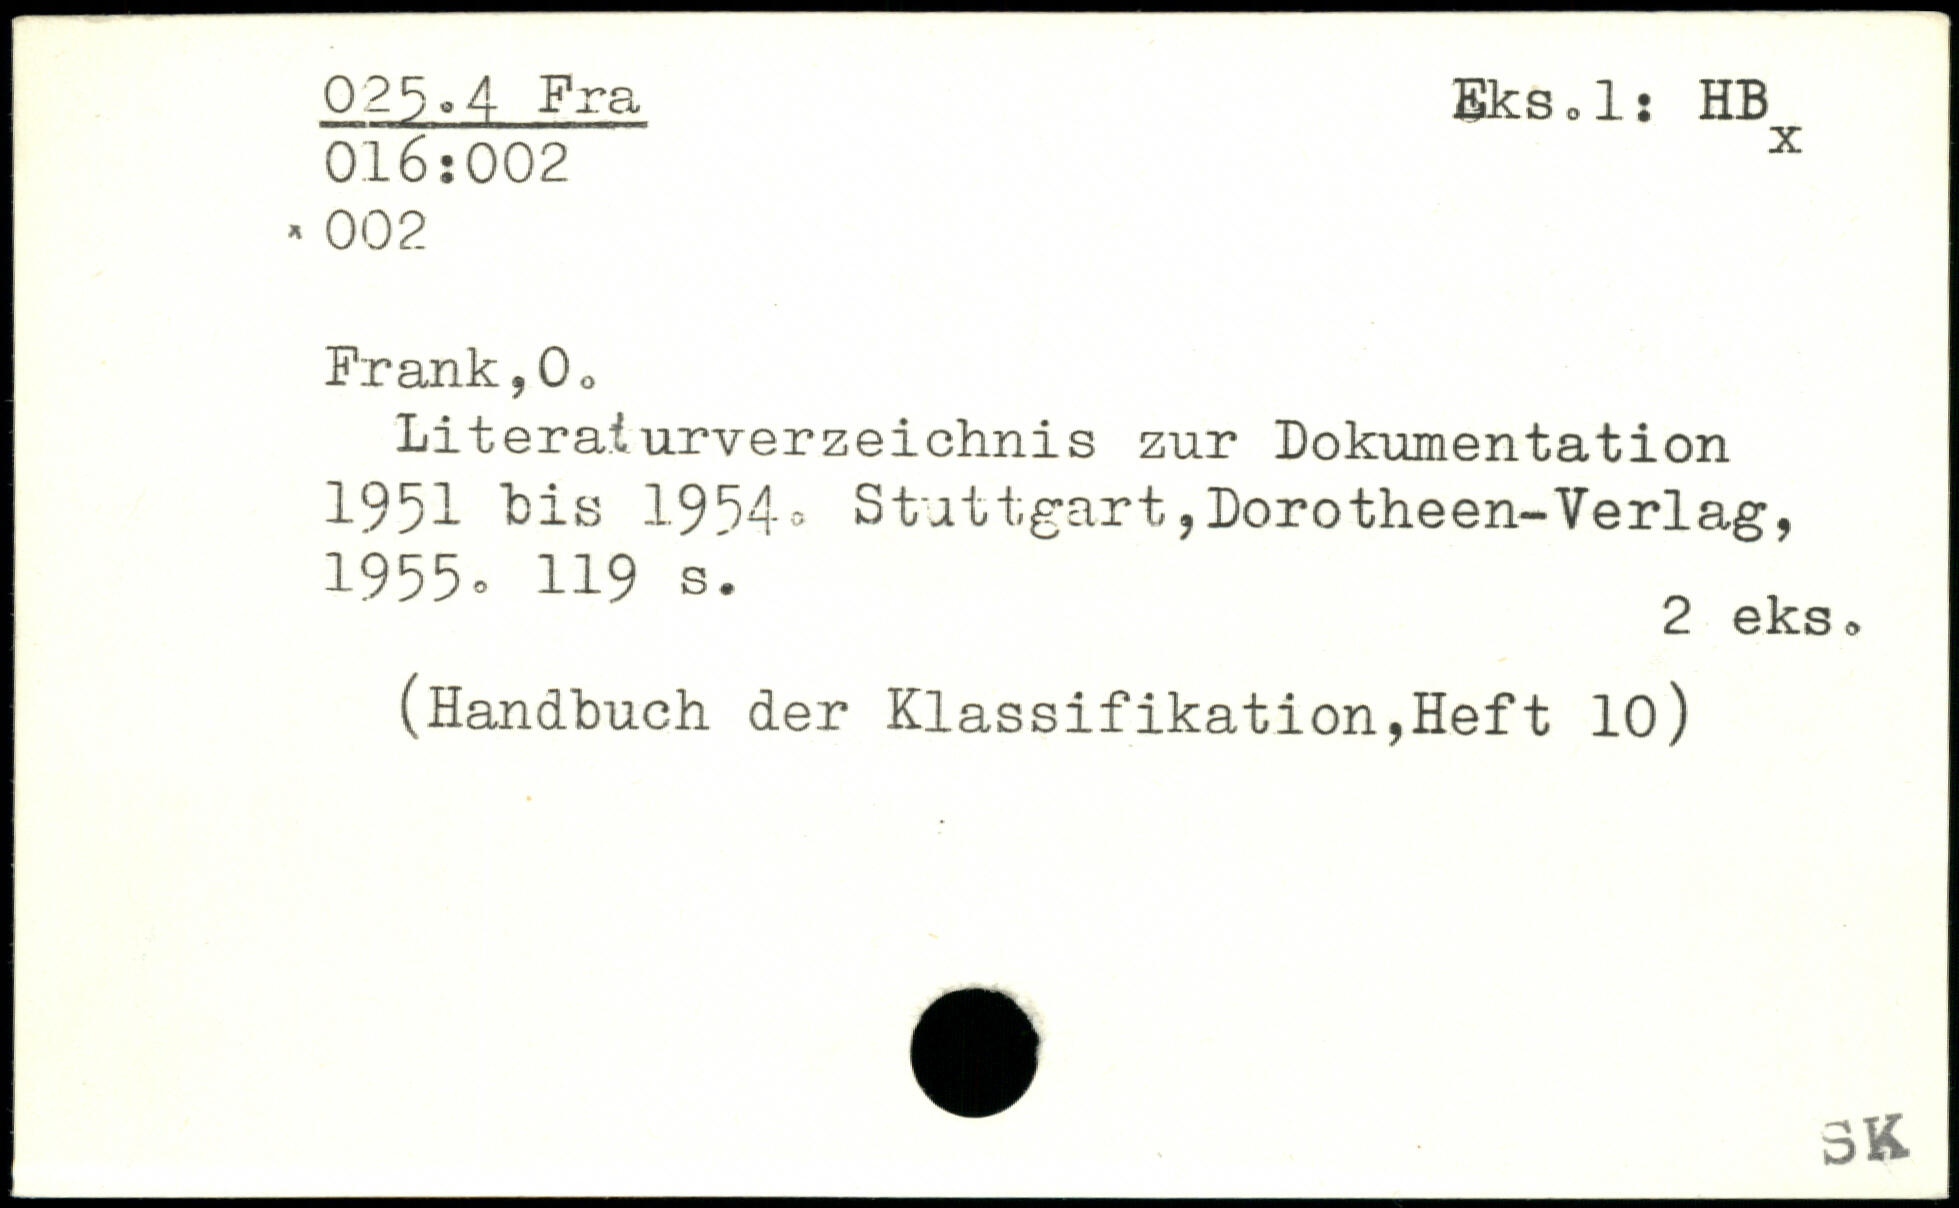 025.4 Fra
Eks.1: HB
x
016:002
* 002
Frank,O.
Literaturverzeichnis zur Dokumentation
1951 bis 1954. Stuttgart,Dorotheen-Verlag,
1955. 119 s.
2 eks.
(Handbuch der Klassifikation,Heft 10)
SK